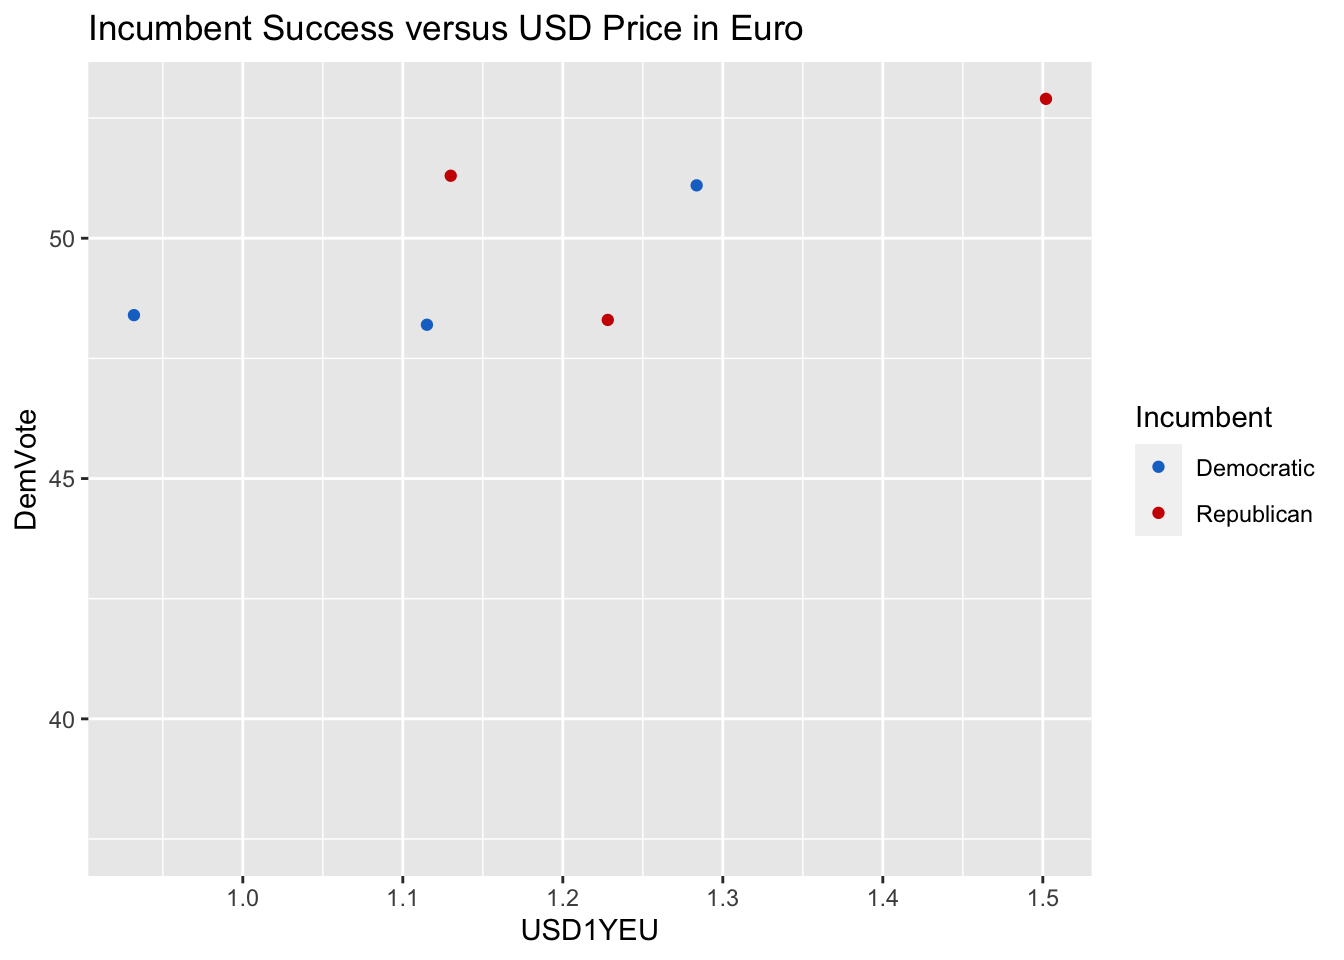 Incumbent Success versus USD Price in Euro
50
45
40
DemVote
1.0 1.1 1.2 1.3 1.4 1.5
USD1YEU
Incumbent
Democratic
Republican